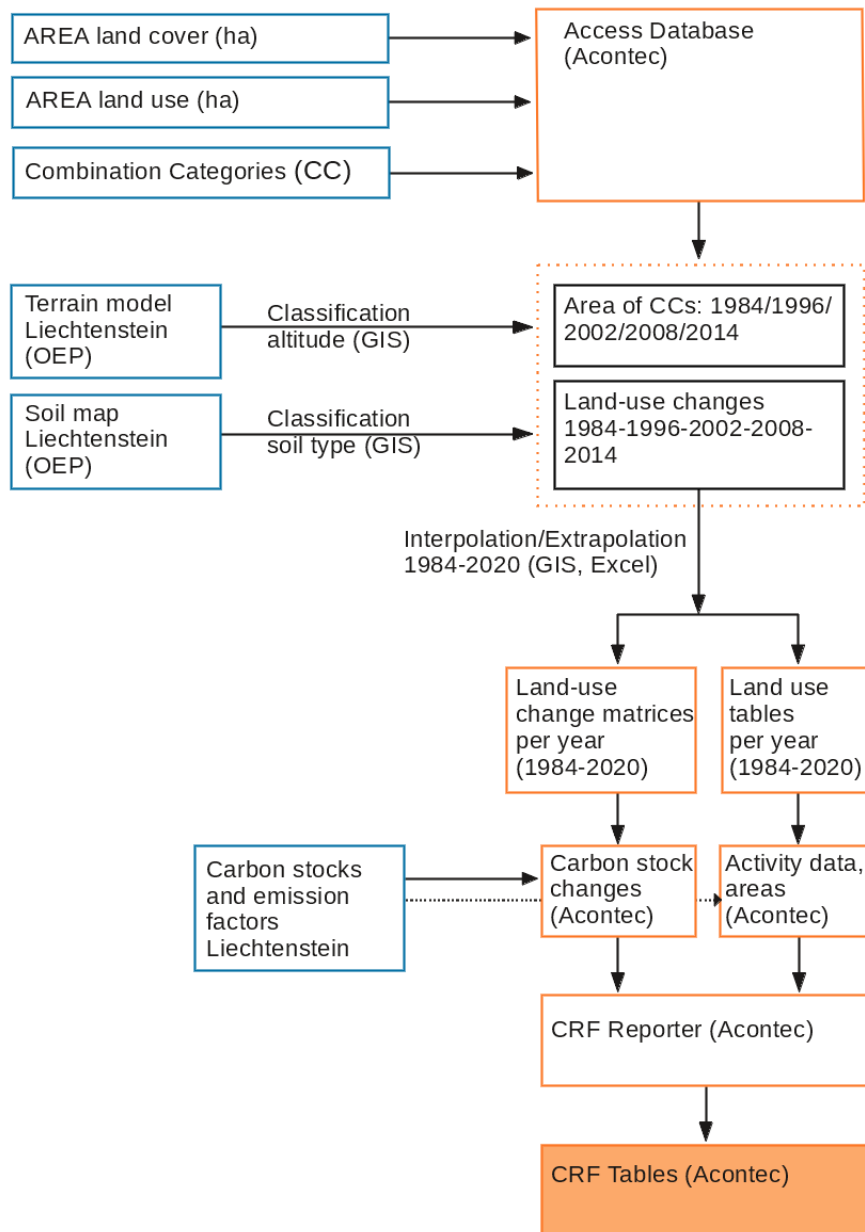 AREA land cover (ha)
Access Database
(Acontec)
AREA land use (ha)
Combination Categories (CC)
Terrain model
Liechtenstein
(OEP)
Classification
altitude (GIS)
Area of CCs: 1984/1996/
2002/2008/2014
Soil map
Liechtenstein
(OEP)
Classification
soil type (GIS)
Land-use changes
1984-1996-2002-2008-
2014
Interpolation/Extrapolation
1984-2020 (GIS, Excel)
Land-use
change matrices
per year
(1984-2020)
Land use
tables
per year
(1984-2020)
Carbon stocks
and emission
factors
Liechtenstein
Carbon stock
changes
(Acontec)
Activity data,
areas
(Acontec)
CRF Reporter (Acontec)
CRF Tables (Acontec)